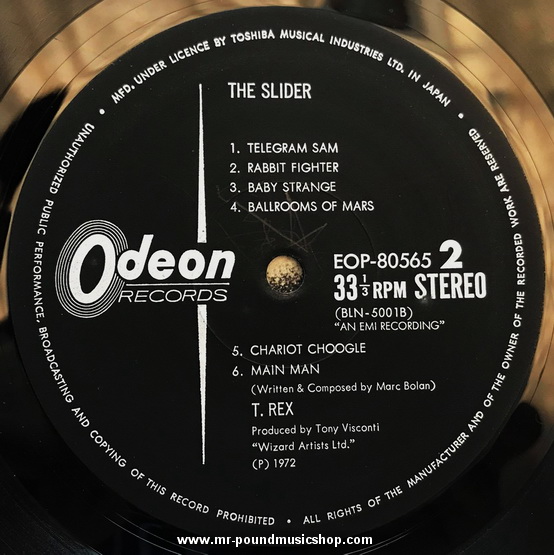 MFD. UNDER LICENCE BY TOSHIBA MUSICAL INDUSTRIES LTD. IN JAPAN •
THE SLIDER
1. TELEGRAM SAM
2. RABBIT FIGHTER
3. BABY STRANGE
4. BALLROOMS OF MARS
Odeon
RECORDS
EOP-80565 2
33 1/3 RPM STEREO
(BLN-5001B)
"AN EMI RECORDING"
5. CHARIOT CHOOGLE
6. MAIN MAN
(Written & Composed by Marc Bolan)
T. REX
Produced by Tony Visconti
"Wizard Artists Ltd."
(P) 1972
ALL RIGHTS OF THE MANUFACTURER AND OF THE OWNER OF THE RECORDED WORK ARE RESERVED •
UNAUTHORIZED PUBLIC PERFORMANCE, BROADCASTING AND COPYING OF THIS RECORD PROHIBITED •
www.mr-poundmusicshop.com